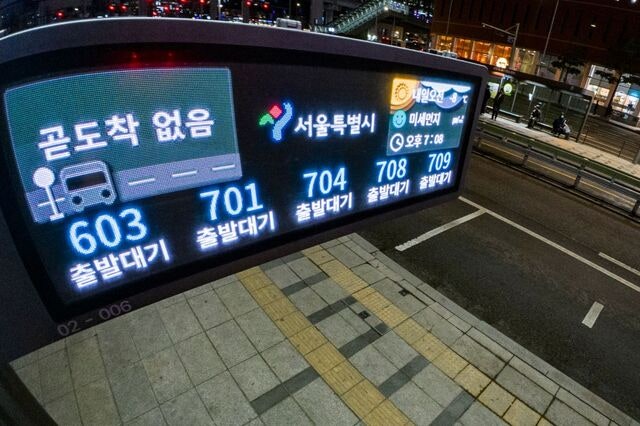 곧도착 없음
서울특별시
내일오전
미세먼지
오후 7:08
603
출발대기
701
출발대기
704
출발대기
708
출발대기
709
출발대기
02 - 006